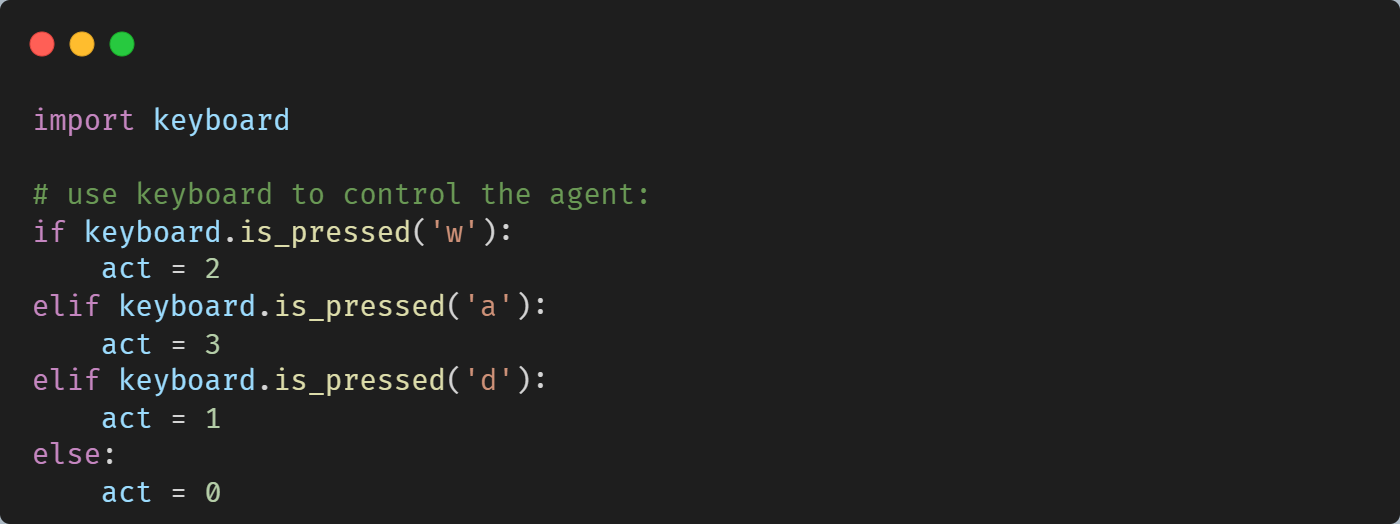 import keyboard

# use keyboard to control the agent:
if keyboard.is_pressed('w'):
    act = 2
elif keyboard.is_pressed('a'):
    act = 3
elif keyboard.is_pressed('d'):
    act = 1
else:
    act = 0